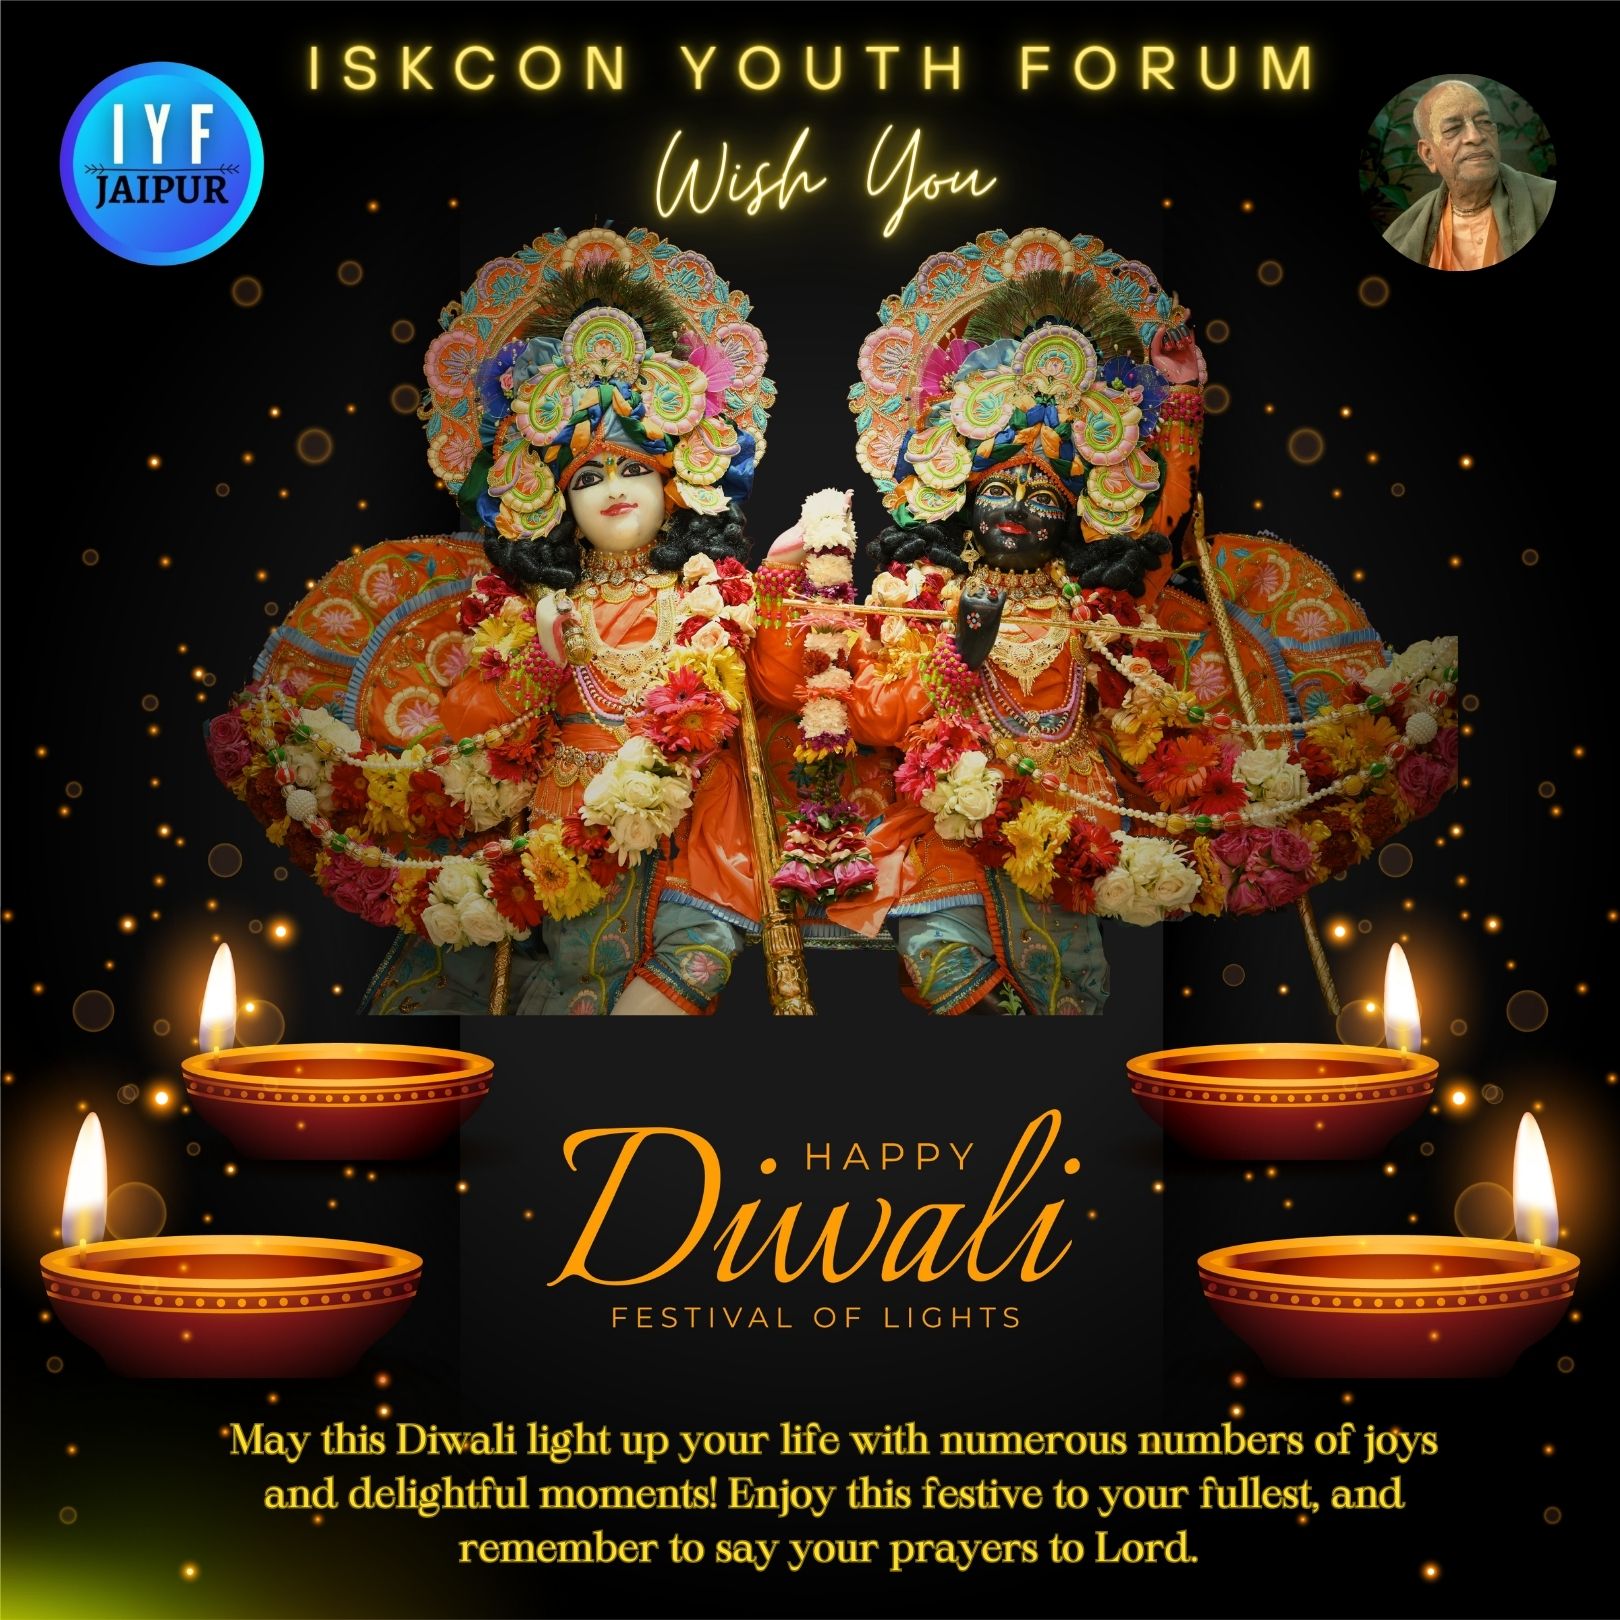 ISKCON YOUTH FORUM
IYF
JAIPUR
Wish You
HAPPY
Diwali
FESTIVAL OF LIGHTS
May this Diwali light up your life with numerous numbers of joys
and delightful moments! Enjoy this festive to your fullest, and
remember to say your prayers to Lord.